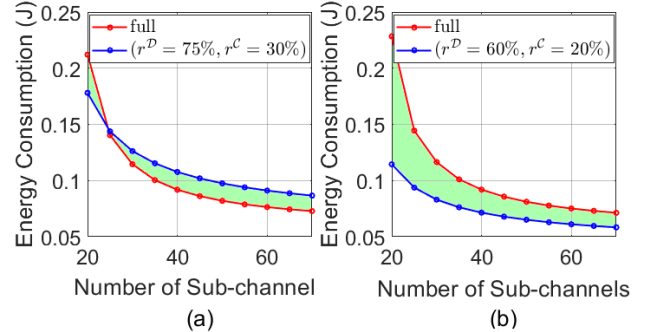 0.25
0.2
0.15
0.1
0.05
Energy Consumption (J)
full
(r^D = 75%, r^C = 30%)
20
40
60
Number of Sub-channel
(a)
0.25
0.2
0.15
0.1
0.05
Energy Consumption (J)
full
(r^D = 60%, r^C = 20%)
20
40
60
Number of Sub-channels
(b)